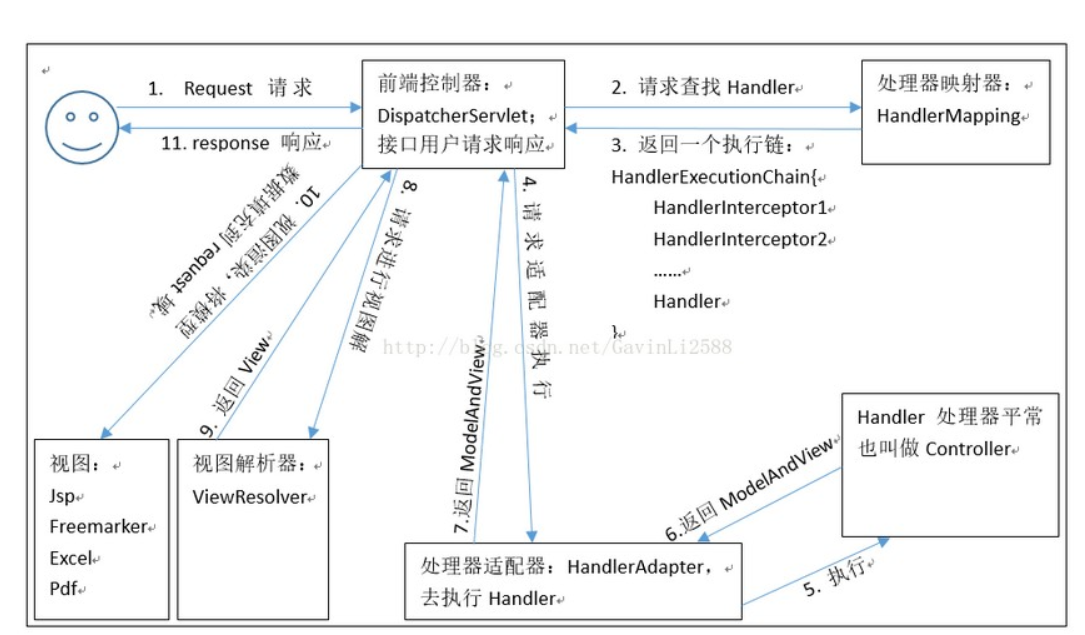 1. Request 请求
11. response 响应
前端控制器：
DispatcherServlet；
接口用户请求响应
2. 请求查找 Handler
3. 返回一个执行链：
HandlerExecutionChain{
HandlerInterceptor1
HandlerInterceptor2
......
Handler
}
处理器映射器：
HandlerMapping
10. 视图渲染，将模型
数据填充到 request 域。
9. 返回 View
8. 请求进行视图解
7.返回 ModelAndView
4. 请求适配器执行
http://blog.csdn.net/GavinLi2588
Handler 处理器平常
也叫做 Controller
6.返回 ModelAndView
5. 执行
视图：
Jsp
Freemarker
Excel
Pdf
视图解析器：
ViewResolver
处理器适配器：HandlerAdapter，
去执行 Handler